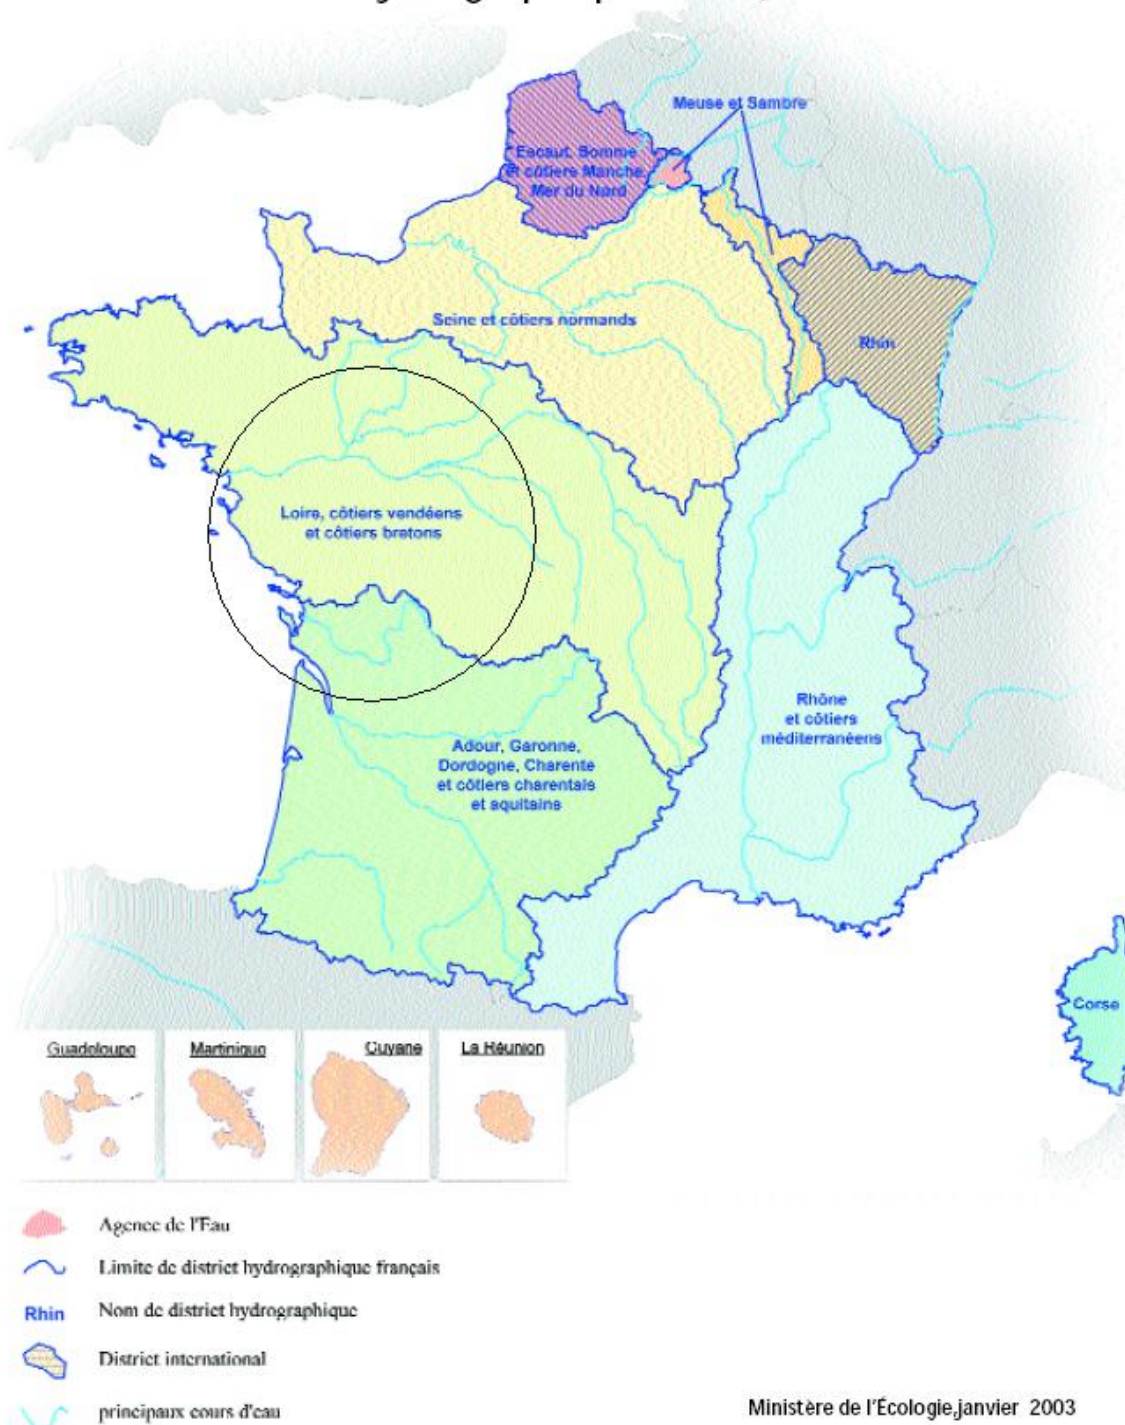 Meuse et Sambre
Escaut, Somme
et côtiers Manche,
Mer du Nord
Seine et côtiers normands
Rhin
Loire, côtiers vendéens
et côtiers bretons
Rhône
et côtiers
méditerranéens
Adour, Garonne,
Dordogne, Charente
et côtiers charentais
et aquitains
Corse
Guadeloupe
Martinique
Guyane
La Réunion
Agence de l'Eau
Limite de district hydrographique français
Rhin
Nom de district hydrographique
District international
principaux cours d'eau
Ministère de l'Écologie,janvier 2003